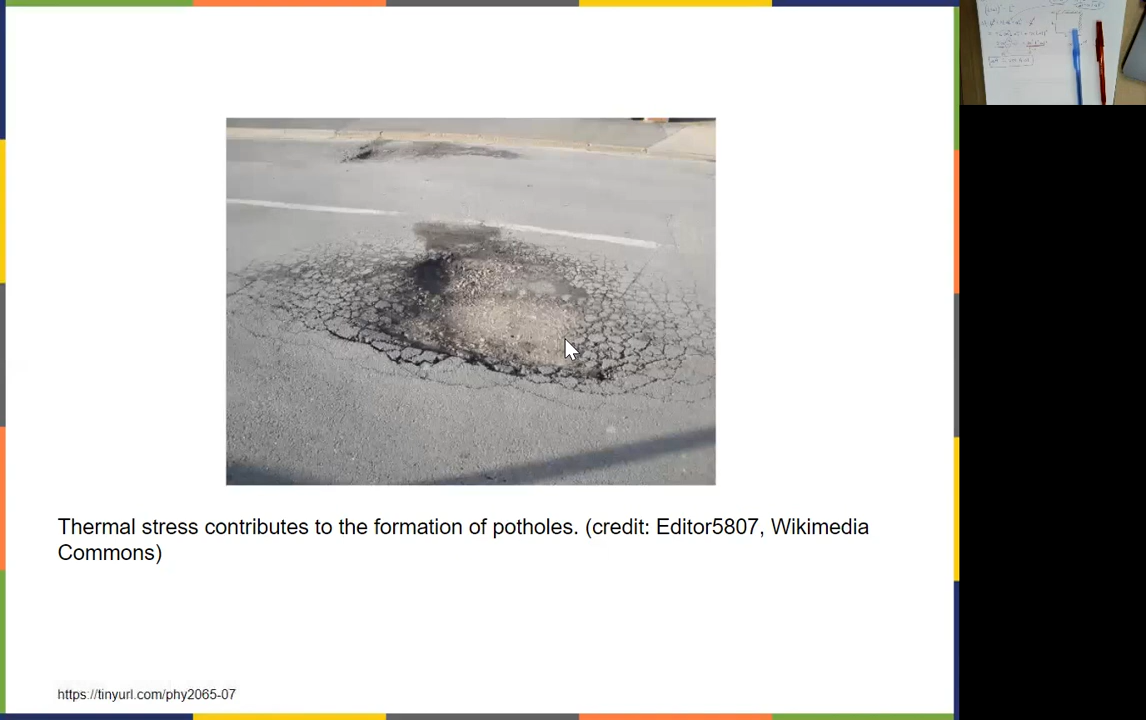 Thermal stress contributes to the formation of potholes. (credit: Editor5807, Wikimedia
Commons)
https://tinyurl.com/phy2065-07